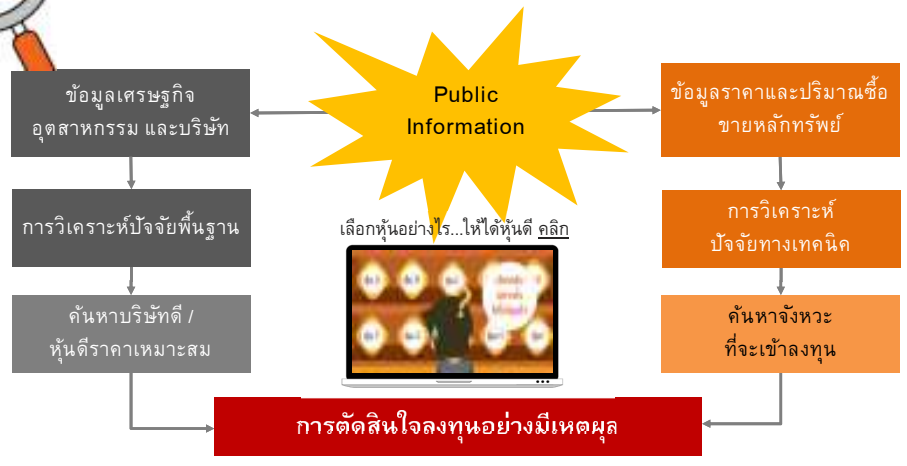 Public
Information
ข้อมูลเศรษฐกิจ
อุตสาหกรรม และบริษัท
ข้อมูลราคาและปริมาณซื้อ
ขายหลักทรัพย์
การวิเคราะห์ปัจจัยพื้นฐาน
การวิเคราะห์
ปัจจัยทางเทคนิค
เลือกหุ้นอย่างไร...ให้ได้หุ้นดี คลิก
ค้นหาบริษัทดี /
หุ้นดีราคาเหมาะสม
ค้นหาจังหวะ
ที่จะเข้าลงทุน
การตัดสินใจลงทุนอย่างมีเหตุผล